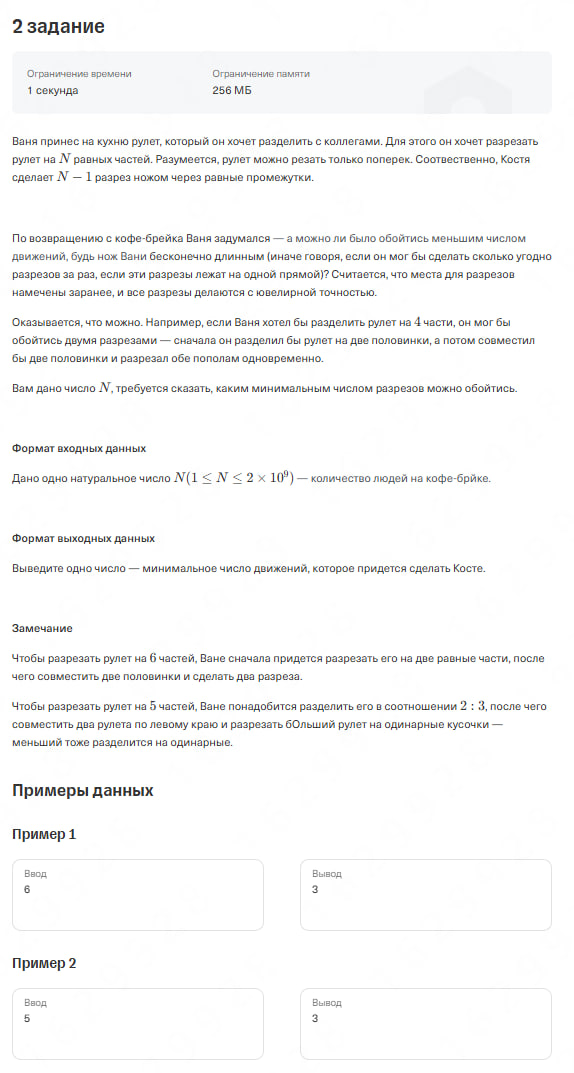 2 задание
Ограничение времени
Ограничение памяти
1 секунда
256 МБ
Ваня принес на кухню рулет, который он хочет разделить с коллегами. Для этого он хочет разрезать
рулет на N равных частей. Разумеется, рулет можно резать только поперек. Соотвественно, Костя
сделает N − 1 разрез ножом через равные промежутки.
По возвращению с кофе-брейка Ваня задумался — а можно ли было обойтись меньшим числом
движений, будь нож Вани бесконечно длинным (иначе говоря, если он мог бы сделать сколько угодно
разрезов за раз, если эти разрезы лежат на одной прямой)? Считается, что места для разрезов
намечены заранее, и все разрезы делаются с ювелирной точностью.
Оказывается, что можно. Например, если Ваня хотел бы разделить рулет на 4 части, он мог бы
обойтись двумя разрезами — сначала он разделил бы рулет на две половинки, а потом совместил
бы две половинки и разрезал обе пополам одновременно.
Вам дано число N, требуется сказать, каким минимальным числом разрезов можно обойтись.
Формат входных данных
Дано одно натуральное число N(1 ≤ N ≤ 2 × 10⁹) — количество людей на кофе-брйке.
Формат выходных данных
Выведите одно число — минимальное число движений, которое придется сделать Косте.
Замечание
Чтобы разрезать рулет на 6 частей, Ване сначала придется разрезать его на две равные части, после
чего совместить две половинки и сделать два разреза.
Чтобы разрезать рулет на 5 частей, Ване понадобится разделить его в соотношении 2 : 3, после чего
совместить два рулета по левому краю и разрезать бОльший рулет на одинарные кусочки —
меньший тоже разделится на одинарные.
Примеры данных
Пример 1
Ввод
Вывод
6
3
Пример 2
Ввод
Вывод
5
3